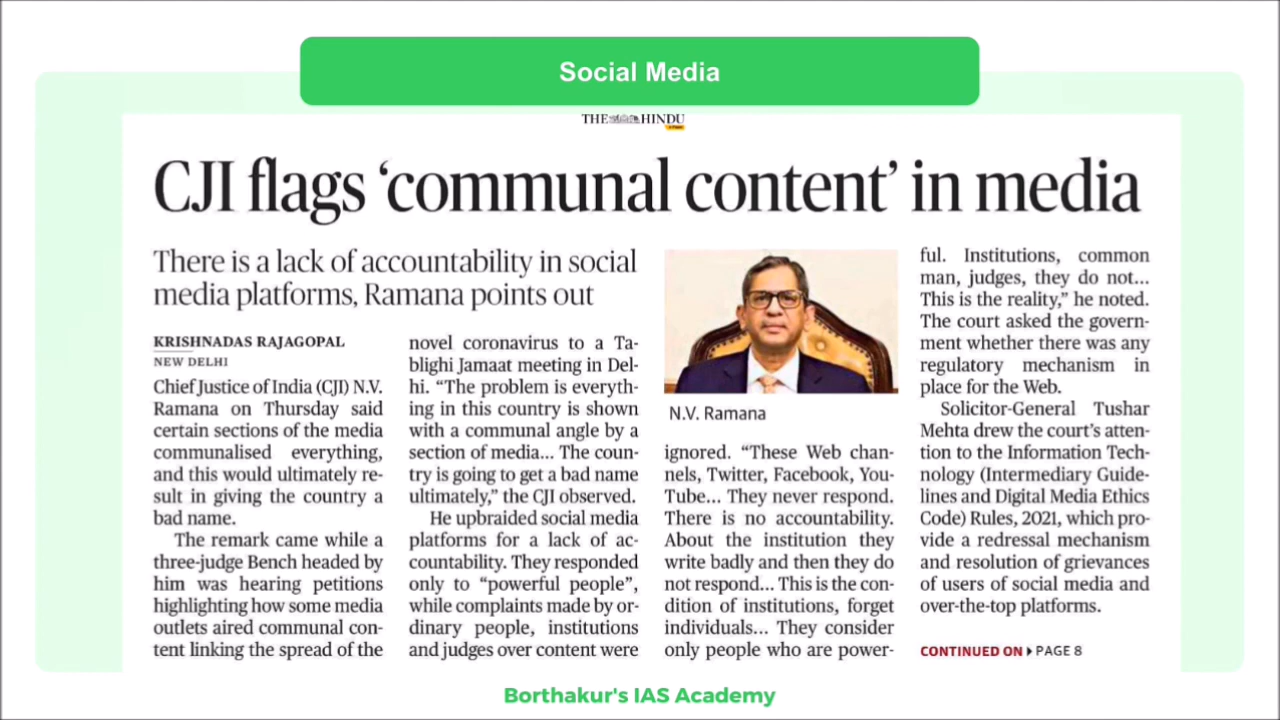 Social Media
THE HINDU
CJI flags ‘communal content’ in media
There is a lack of accountability in social
media platforms, Ramana points out
KRISHNADAS RAJAGOPAL
NEW DELHI
Chief Justice of India (CJI) N.V.
Ramana on Thursday said
certain sections of the media
communalised everything,
and this would ultimately re-
sult in giving the country a
bad name.
The remark came while a
three-judge Bench headed by
him was hearing petitions
highlighting how some media
outlets aired communal con-
tent linking the spread of the
novel coronavirus to a Ta-
blighi Jamaat meeting in Del-
hi. “The problem is everyth-
ing in this country is shown
with a communal angle by a
section of media... The coun-
try is going to get a bad name
ultimately,” the CJI observed.
He upbraided social media
platforms for a lack of ac-
countability. They responded
only to “powerful people”,
while complaints made by or-
dinary people, institutions
and judges over content were
N.V. Ramana
ignored. “These Web chan-
nels, Twitter, Facebook, You-
Tube... They never respond.
There is no accountability.
About the institution they
write badly and then they do
not respond... This is the con-
dition of institutions, forget
individuals... They consider
only people who are power-
ful. Institutions, common
man, judges, they do not...
This is the reality,” he noted.
The court asked the govern-
ment whether there was any
regulatory mechanism in
place for the Web.
Solicitor-General Tushar
Mehta drew the court’s atten-
tion to the Information Tech-
nology (Intermediary Guide-
lines and Digital Media Ethics
Code) Rules, 2021, which pro-
vide a redressal mechanism
and resolution of grievances
of users of social media and
over-the-top platforms.
CONTINUED ON PAGE 8
Borthakur's IAS Academy